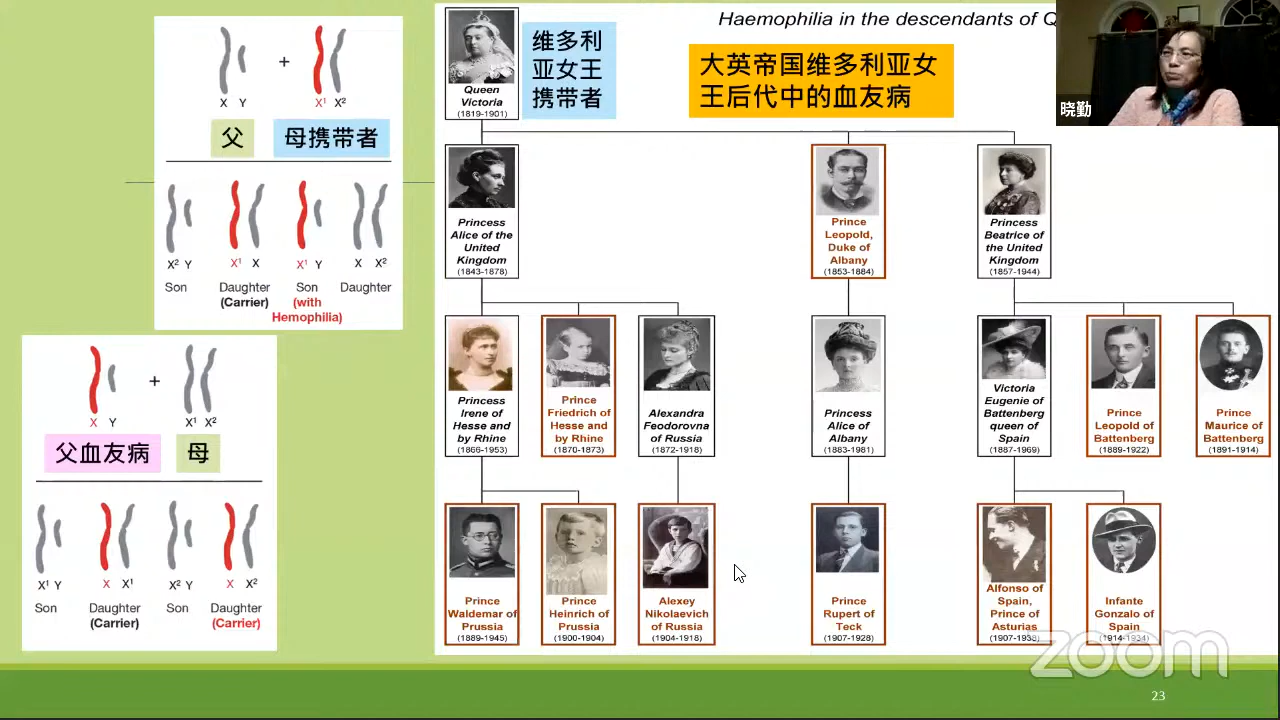 X Y
+
X¹ X²
父
母携带者
X² Y
X¹ X
X¹ Y
X X²
Son
Daughter
(Carrier)
Son
(with
Hemophilia)
Daughter
X Y
+
X¹ X²
父血友病
母
X¹ Y
X X¹
X² Y
X X²
Son
Daughter
(Carrier)
Son
Daughter
(Carrier)
Haemophilia in the descendants of Q
大英帝国维多利亚女
王后代中的血友病
维多利
亚女王
携带者
Queen
Victoria
(1819-1901)
Princess
Alice of the
United
Kingdom
(1843-1878)
Prince
Leopold,
Duke of
Albany
(1853-1884)
Princess
Beatrice of
the United
Kingdom
(1857-1944)
Princess
Irene of
Hesse and
by Rhine
(1866-1953)
Prince
Friedrich of
Hesse and
by Rhine
(1870-1873)
Alexandra
Feodorovna
of Russia
(1872-1918)
Princess
Alice of
Albany
(1883-1981)
Victoria
Eugenie of
Battenberg
queen of
Spain
(1887-1969)
Prince
Leopold of
Battenberg
(1889-1922)
Prince
Maurice of
Battenberg
(1891-1914)
Prince
Waldemar of
Prussia
(1889-1945)
Prince
Heinrich of
Prussia
(1900-1904)
Alexey
Nikolaevich
of Russia
(1904-1918)
Prince
Rupert of
Teck
(1907-1928)
Alfonso of
Spain,
Prince of
Asturias
(1907-1938)
Infante
Gonzalo of
Spain
(1914-1934)
晓勤
zoom
23